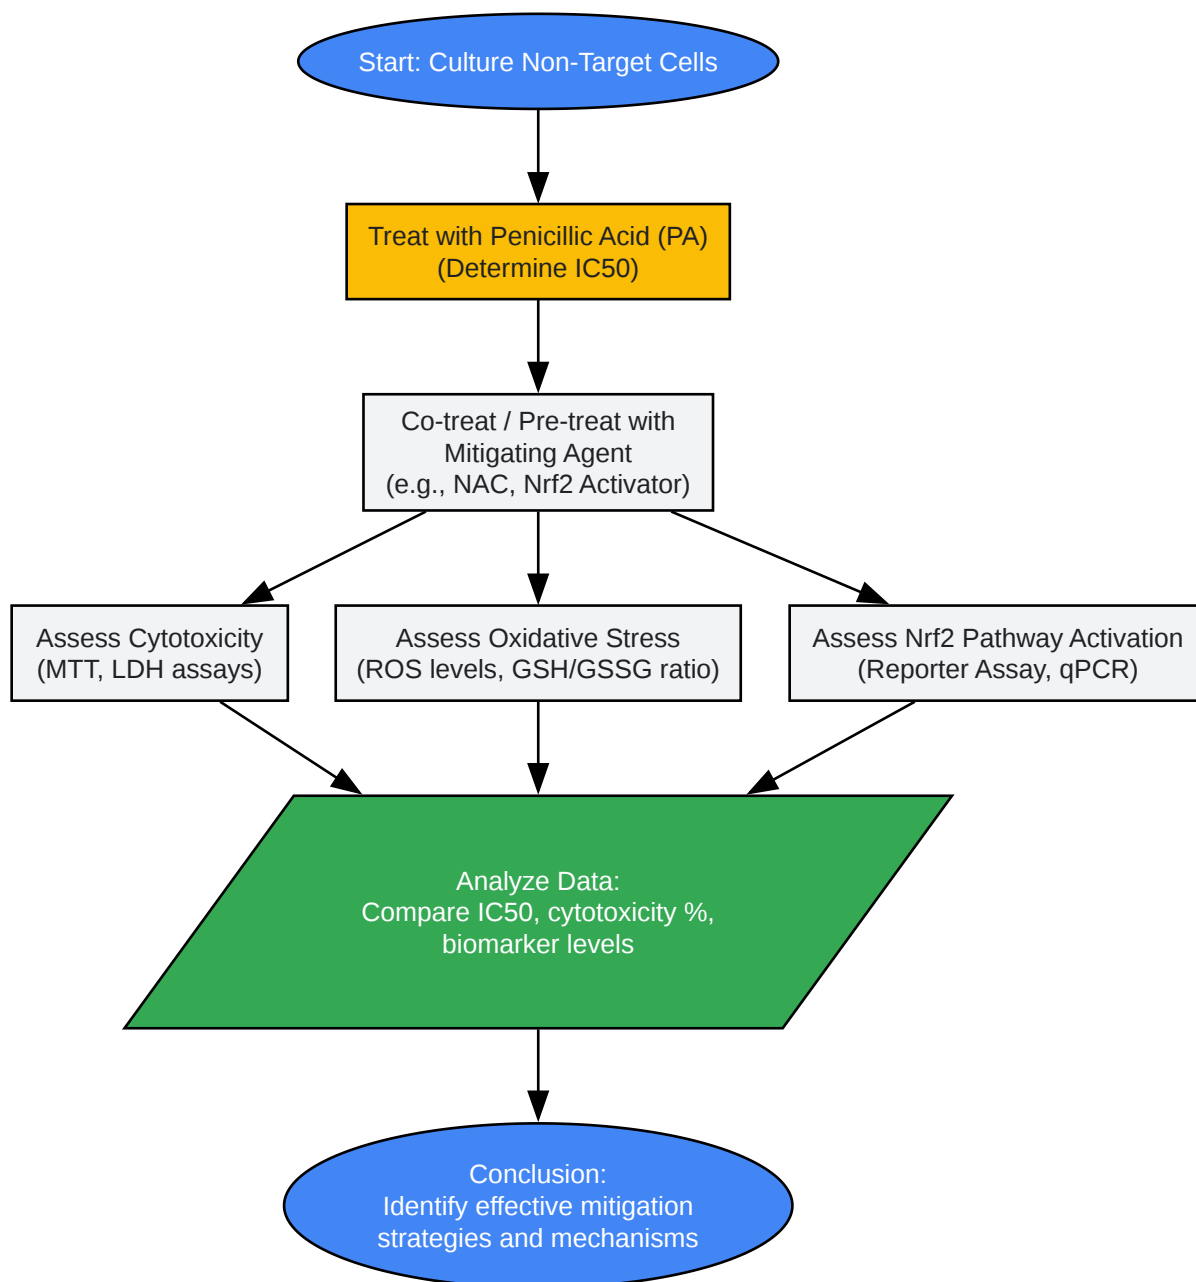 Start: Culture Non-Target Cells
Treat with Penicillic Acid (PA)
(Determine IC50)
Co-treat / Pre-treat with
Mitigating Agent
(e.g., NAC, Nrf2 Activator)
Assess Cytotoxicity
(MTT, LDH assays)
Assess Oxidative Stress
(ROS levels, GSH/GSSG ratio)
Assess Nrf2 Pathway Activation
(Reporter Assay, qPCR)
Analyze Data:
Compare IC50, cytotoxicity %,
biomarker levels
Conclusion:
Identify effective mitigation
strategies and mechanisms